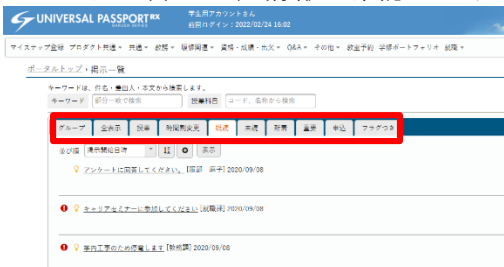 UNIVERSAL PASSPORT RX
学生用アカウントさん
前回ログイン：2022/02/24 16:02
マイステップ登録 プロダクト共通 共通 教務 履修関連 資格・成績・出欠 Q&A その他 教室予約 学修ポートフォリオ 就職
ポータルトップ › 掲示一覧
キーワードは、件名・差出人・本文から検索します。
キーワード 部分一致で検索 授業科目 コード、名称から検索
グループ 全表示 授業 時間割変更 既読 未読 所属 重要 申込 フラグつき
並び順 掲示開始日時 表示
アンケートに回答してください。 [服部 麻子] 2020/09/08
キャリアセミナーに参加してください [就職課] 2020/09/08
学内工事のため停電します [教務課] 2020/09/08